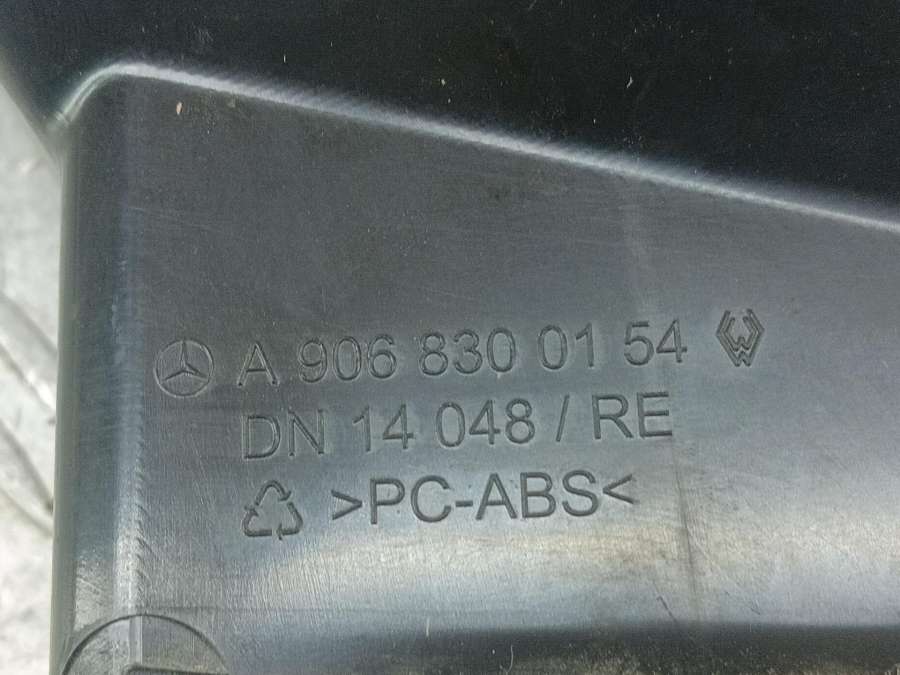 A 906 830 01 54
DN 14 048 / RE
>PC-ABS<